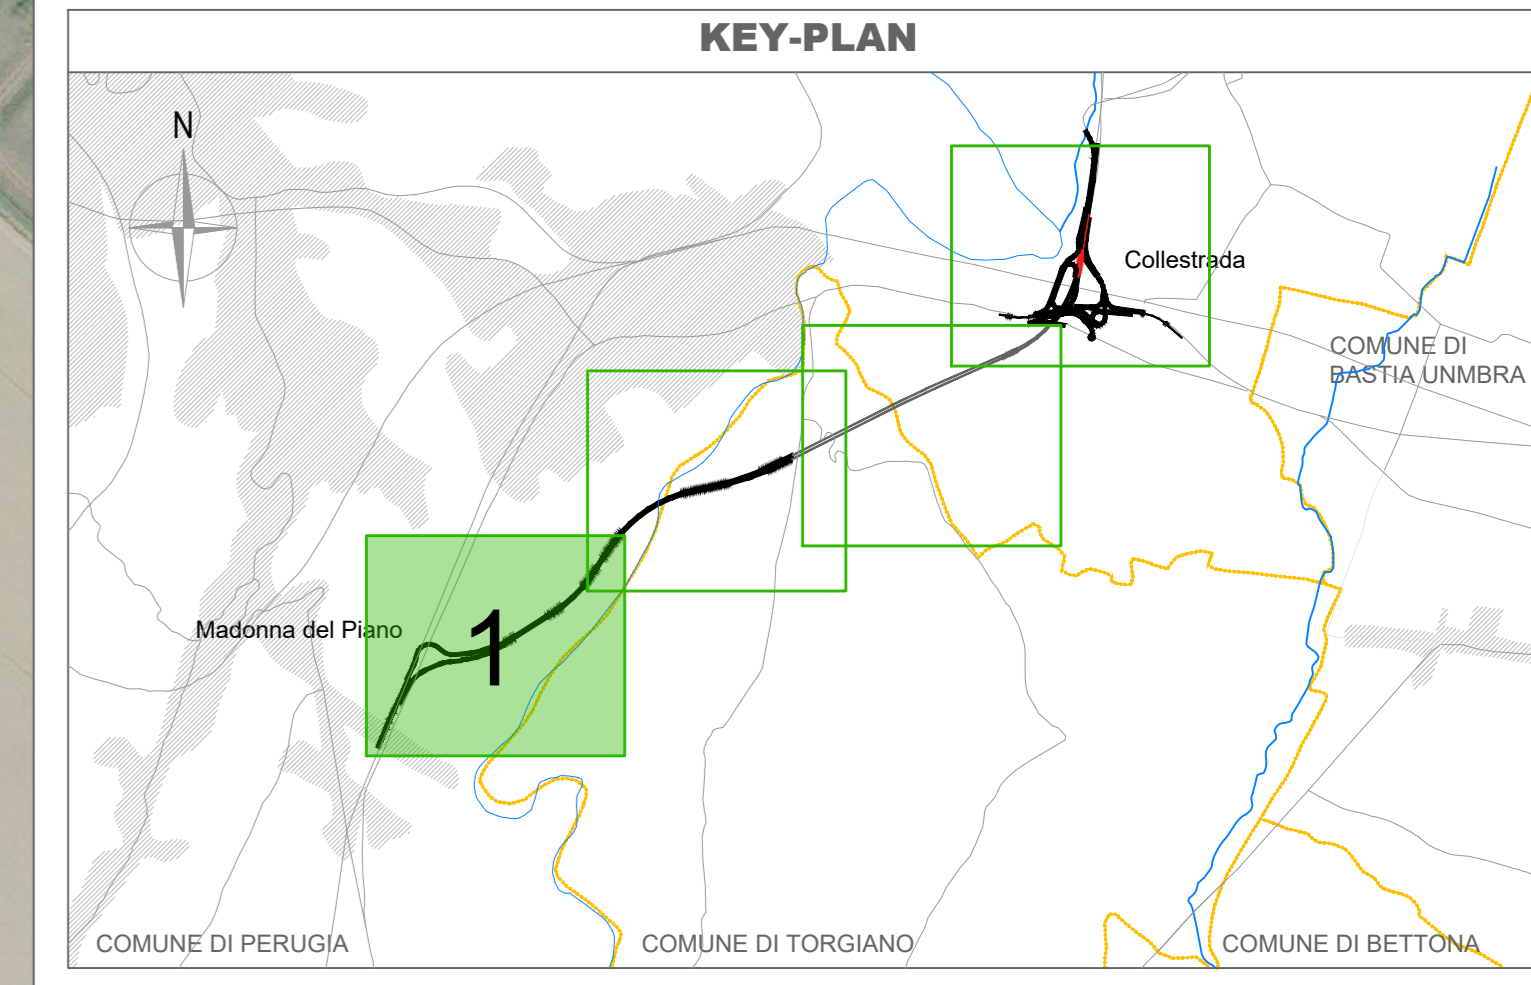 KEY-PLAN
N
Collestrada
COMUNE DI
BASTIA UNMBRA
Madonna del Piano
1
COMUNE DI PERUGIA
COMUNE DI TORGIANO
COMUNE DI BETTONA